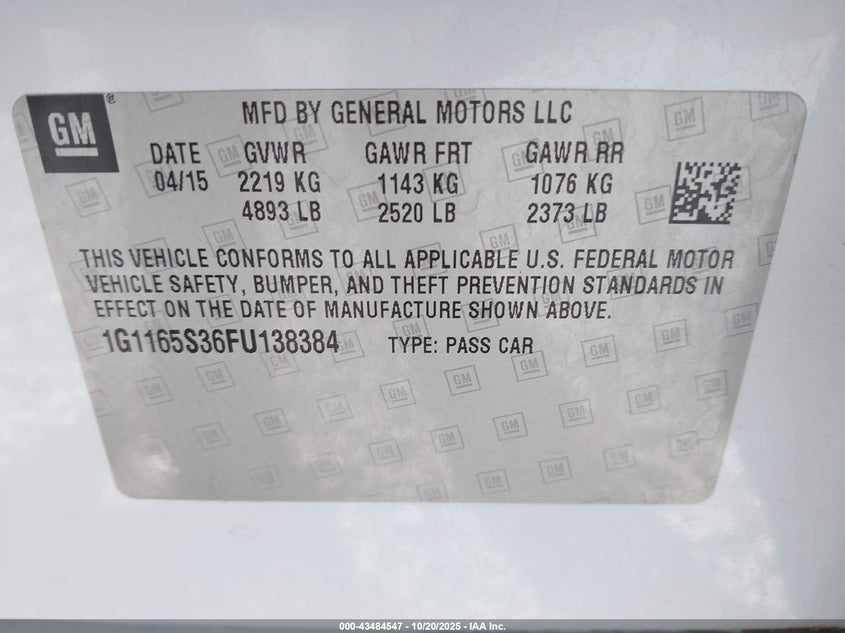 GM
MFD BY GENERAL MOTORS LLC
DATE GVWR GAWR FRT GAWR RR
04/15 2219 KG 1143 KG 1076 KG
4893 LB 2520 LB 2373 LB
THIS VEHICLE CONFORMS TO ALL APPLICABLE U.S. FEDERAL MOTOR
VEHICLE SAFETY, BUMPER, AND THEFT PREVENTION STANDARDS IN
EFFECT ON THE DATE OF MANUFACTURE SHOWN ABOVE.
1G1165S36FU138384 TYPE: PASS CAR
000-43484547 - 10/20/2025 - IAA Inc.